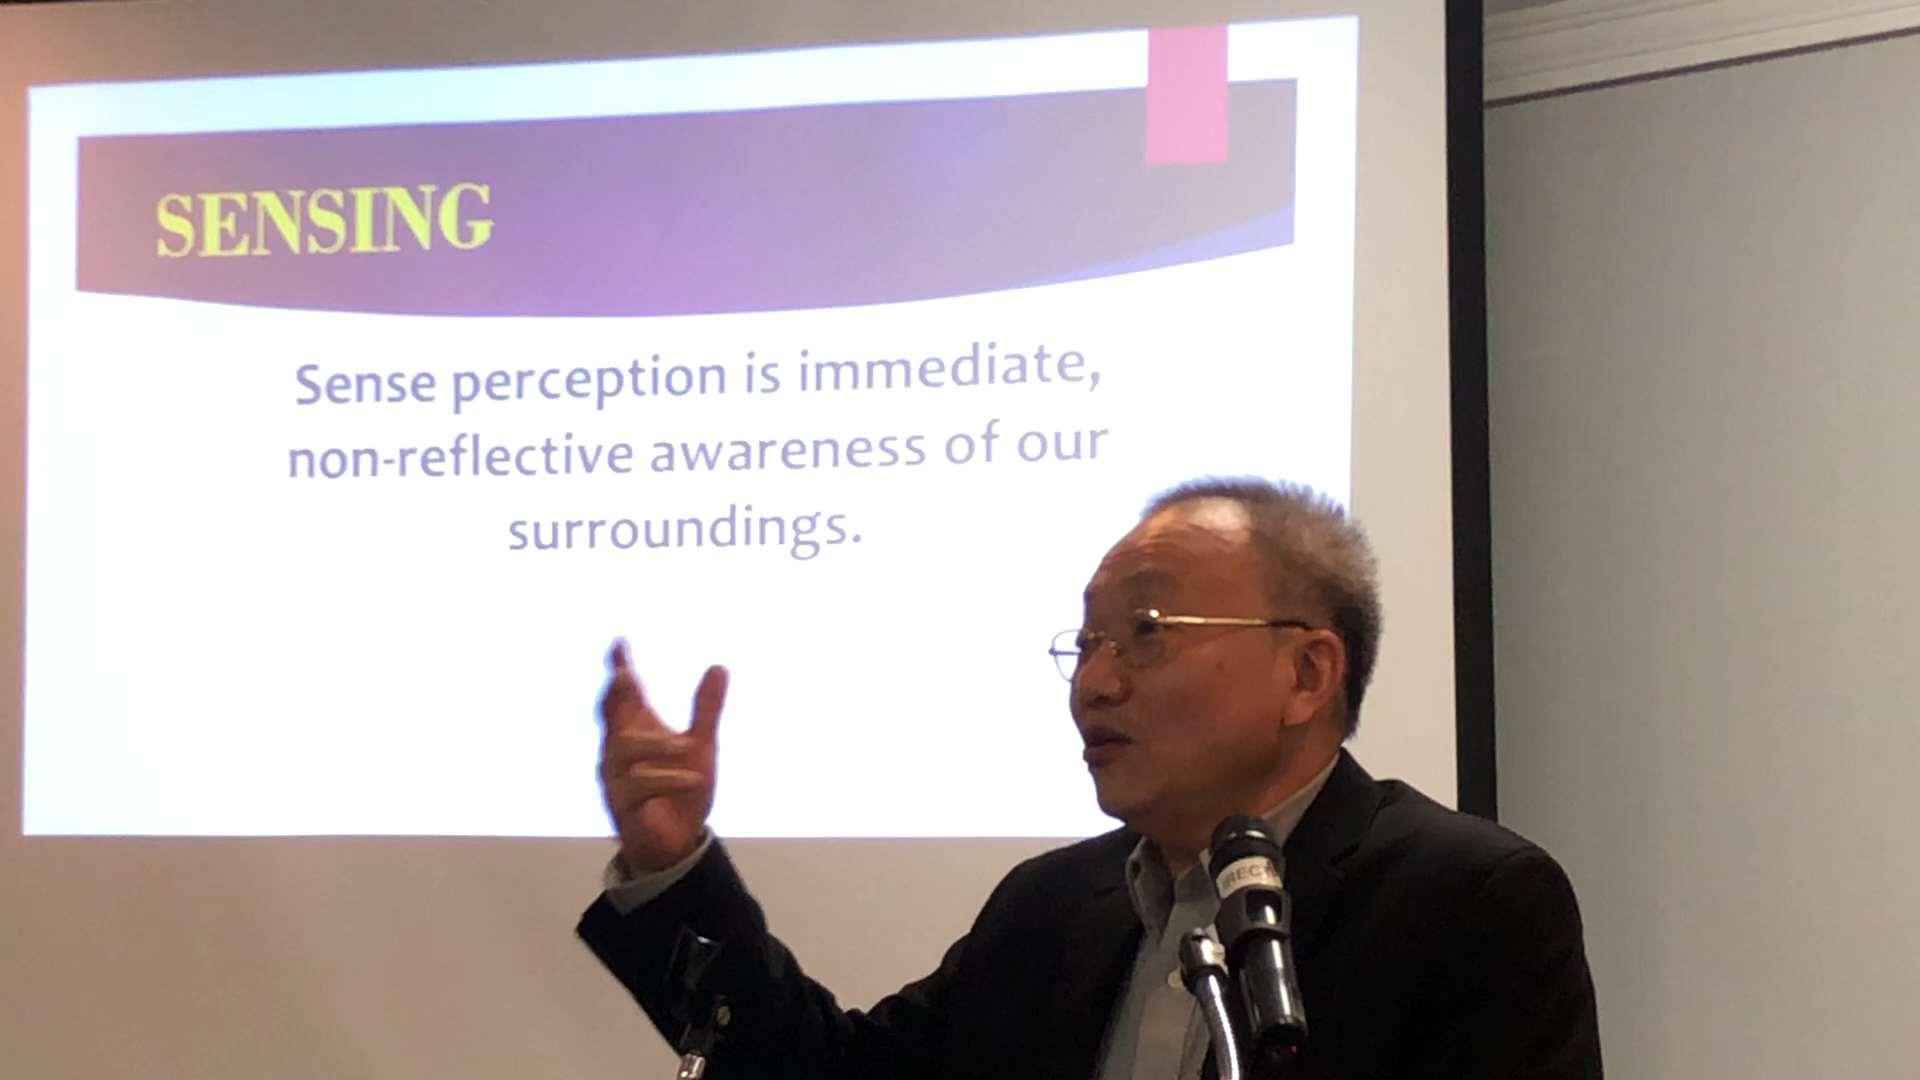 SENSING
Sense perception is immediate,
non-reflective awareness of our
surroundings.